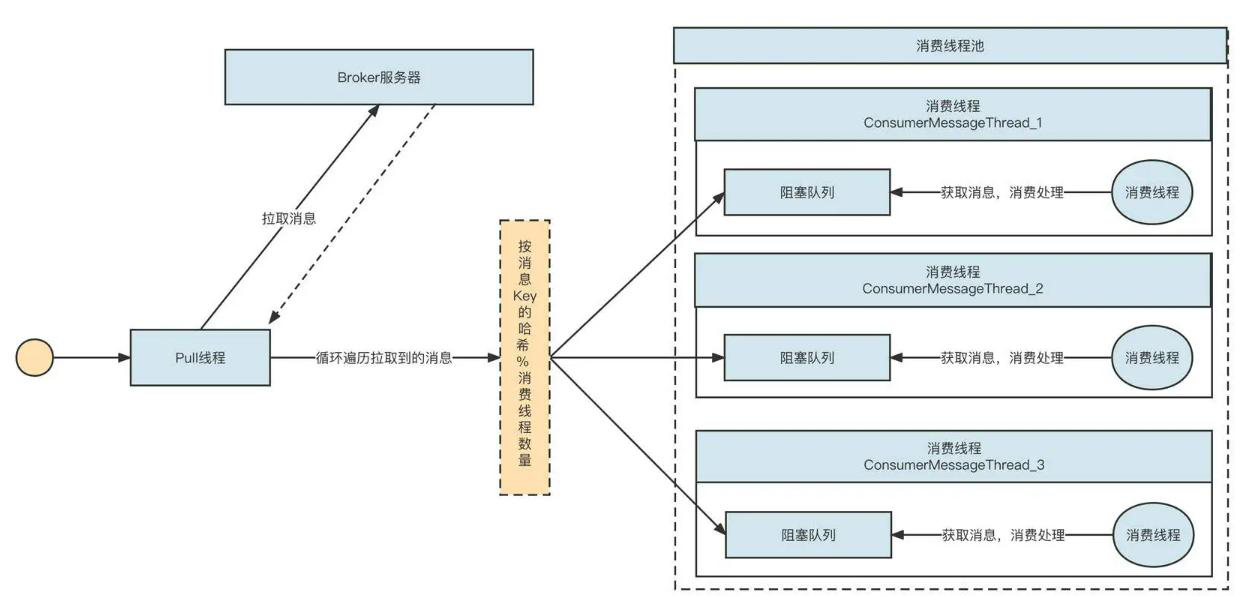 Broker服务器
拉取消息
Pull线程
循环遍历拉取到的消息
按
消
息
Key
的
哈
希
%
消
费
线
程
数
量
消费线程池
消费线程
ConsumerMessageThread_1
阻塞队列
获取消息，消费处理
消费线程
消费线程
ConsumerMessageThread_2
阻塞队列
获取消息，消费处理
消费线程
消费线程
ConsumerMessageThread_3
阻塞队列
获取消息，消费处理
消费线程